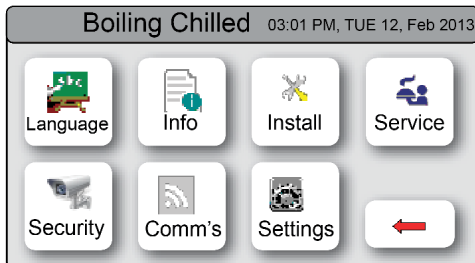 Boiling Chilled 03:01 PM, TUE 12, Feb 2013
Language Info Install Service
Security Comm's Settings